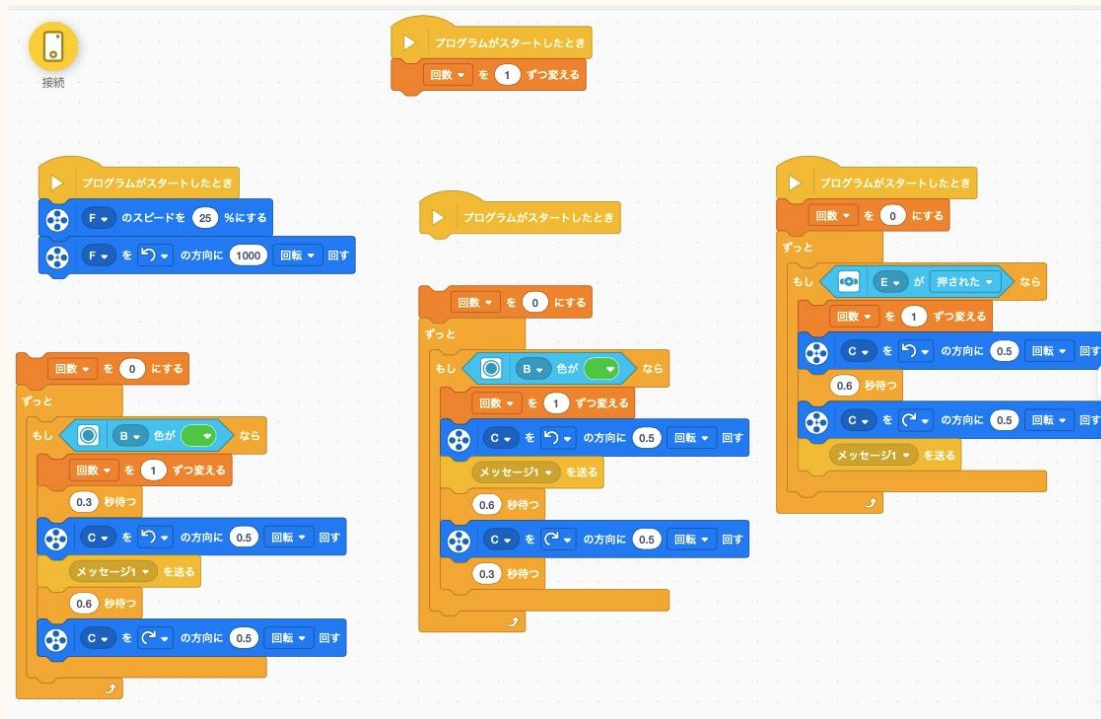 接続
プログラムがスタートしたとき
回数 を 1 ずつ変える
プログラムがスタートしたとき
F のスピードを 25 %にする
F を の方向に 1000 回転 回す
回数 を 0 にする
ずっと
もし B 色が なら
回数 を 1 ずつ変える
0.3 秒待つ
C を の方向に 0.5 回転 回す
メッセージ1 を送る
0.6 秒待つ
C を の方向に 0.5 回転 回す
プログラムがスタートしたとき
回数 を 0 にする
ずっと
もし B 色が なら
回数 を 1 ずつ変える
C を の方向に 0.5 回転 回す
メッセージ1 を送る
0.6 秒待つ
C を の方向に 0.5 回転 回す
0.3 秒待つ
プログラムがスタートしたとき
回数 を 0 にする
ずっと
もし E が 押された なら
回数 を 1 ずつ変える
C を の方向に 0.5 回転 回す
0.6 秒待つ
C を の方向に 0.5 回転 回す
メッセージ1 を送る